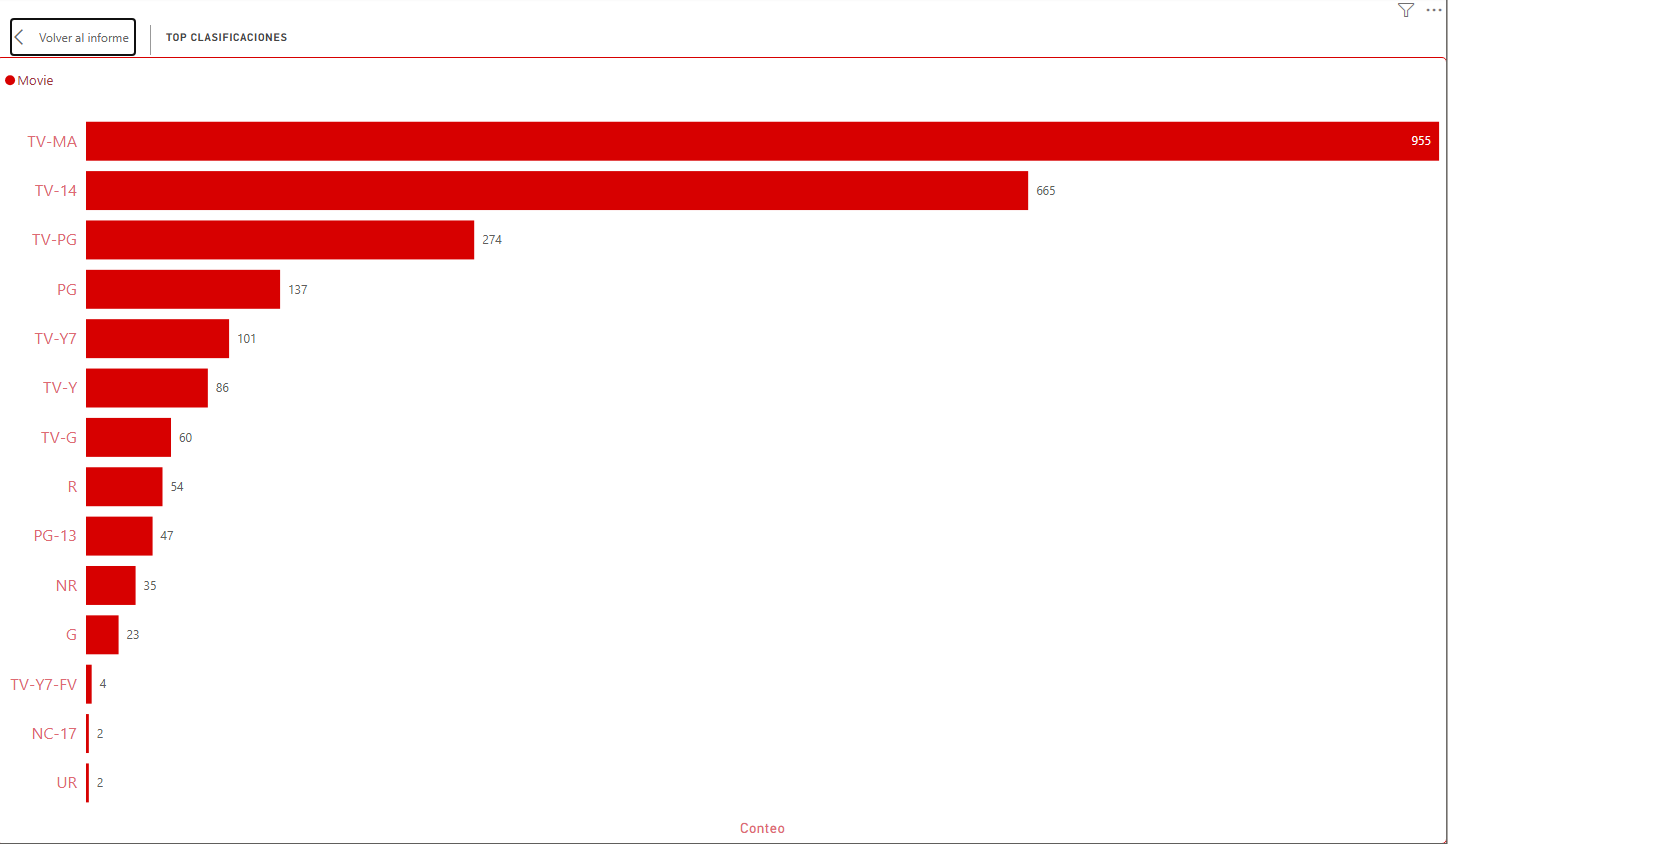 Volver al informe
TOP CLASIFICACIONES
Movie
TV-MA 955
TV-14 665
TV-PG 274
PG 137
TV-Y7 101
TV-Y 86
TV-G 60
R 54
PG-13 47
NR 35
G 23
TV-Y7-FV 4
NC-17 2
UR 2
Conteo